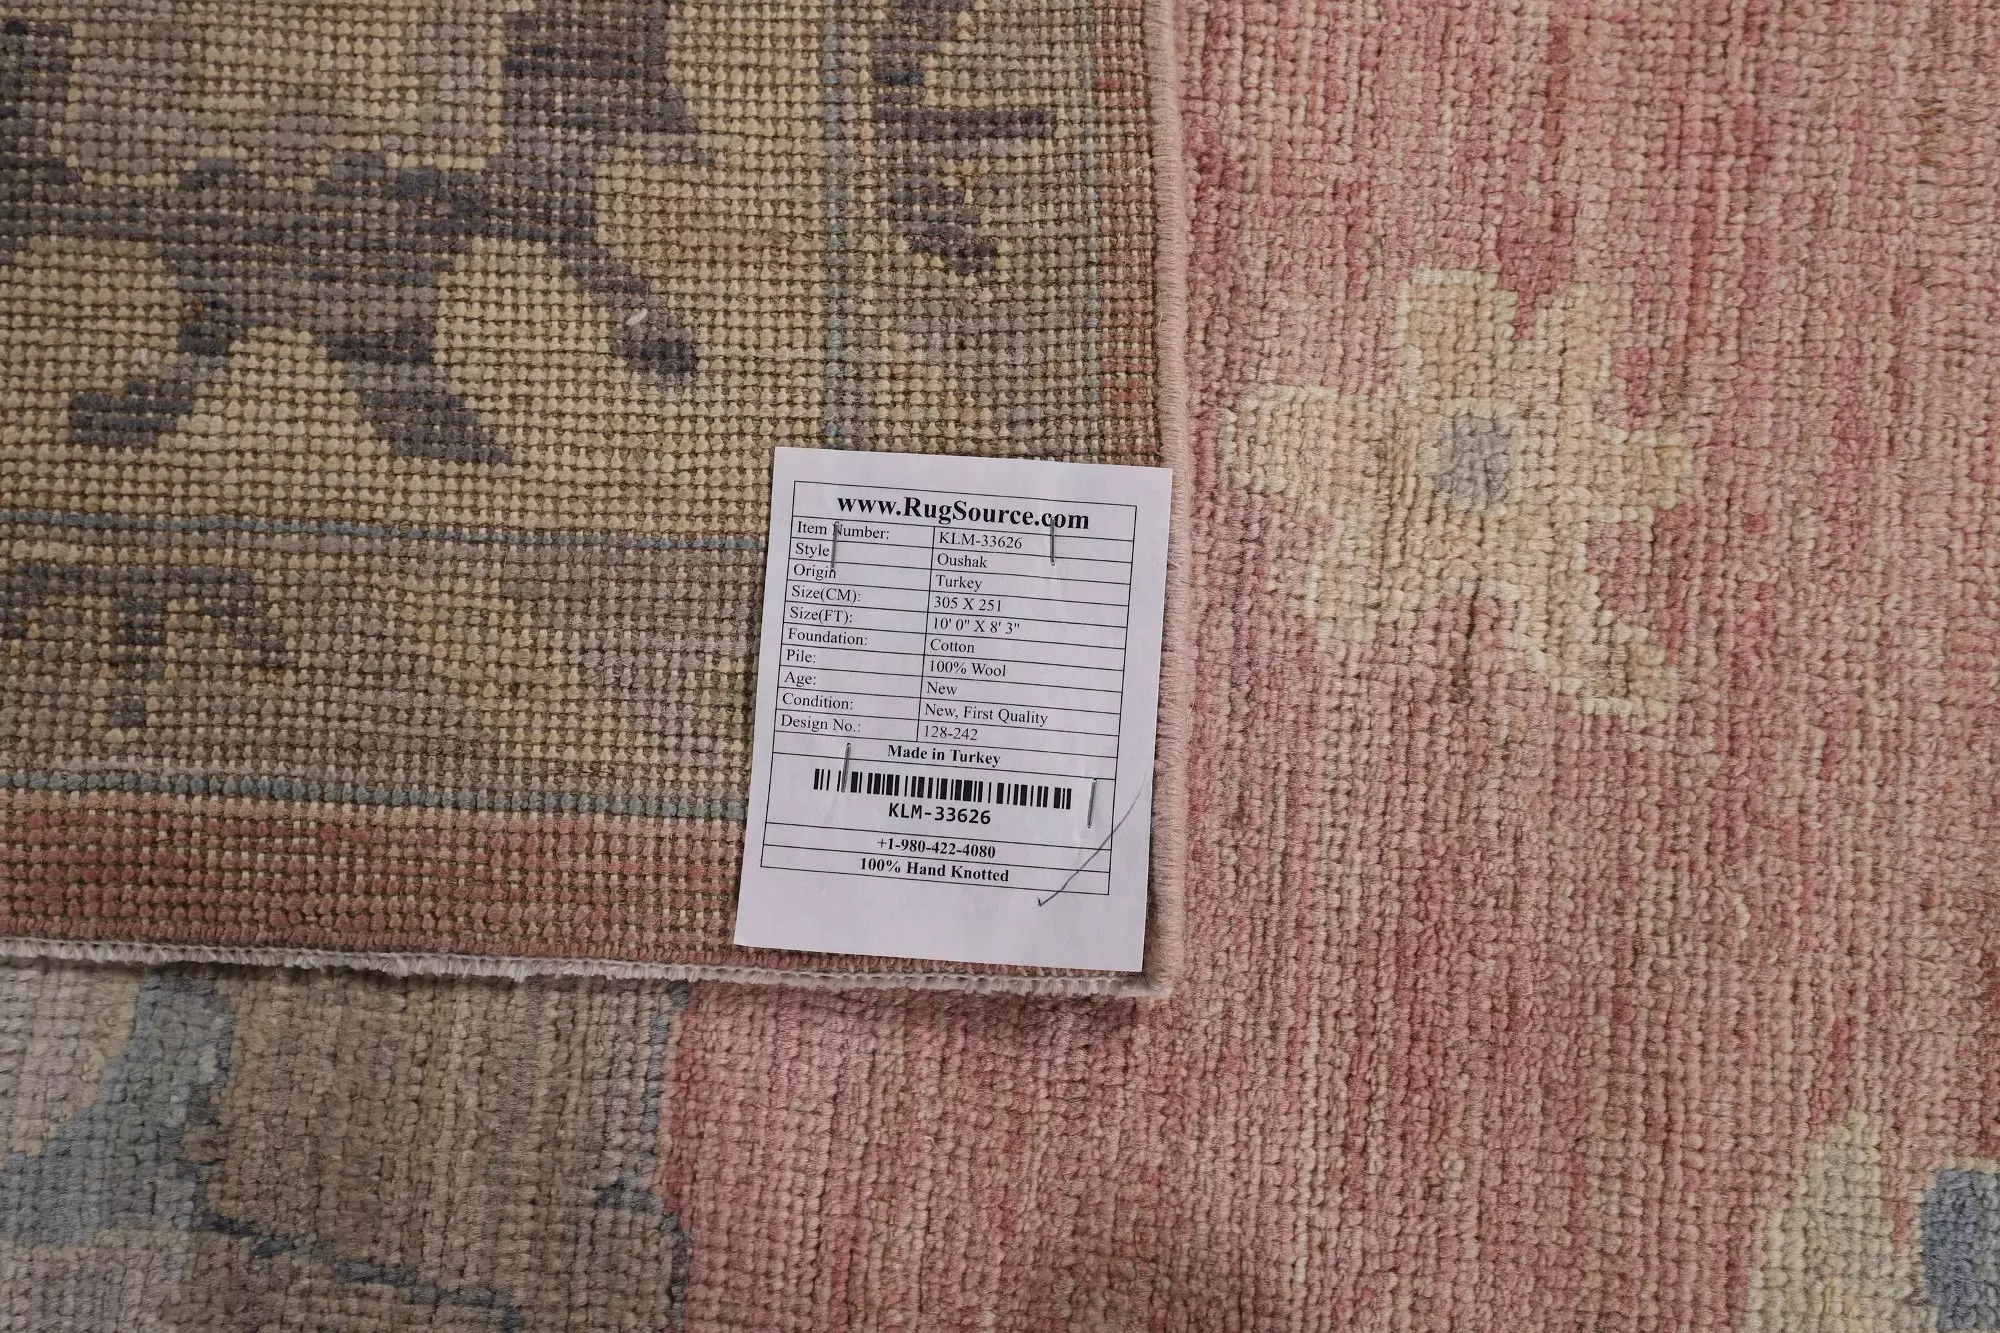 www.RugSource.com
Item Number: KLM-33626
Style Oushak
Origin Turkey
Size(CM): 305 X 251
Size(FT): 10' 0" X 8' 3"
Foundation: Cotton
Pile: 100% Wool
Age: New
Condition: New, First Quality
Design No.: 128-242
Made in Turkey
KLM-33626
+1-980-422-4080
100% Hand Knotted